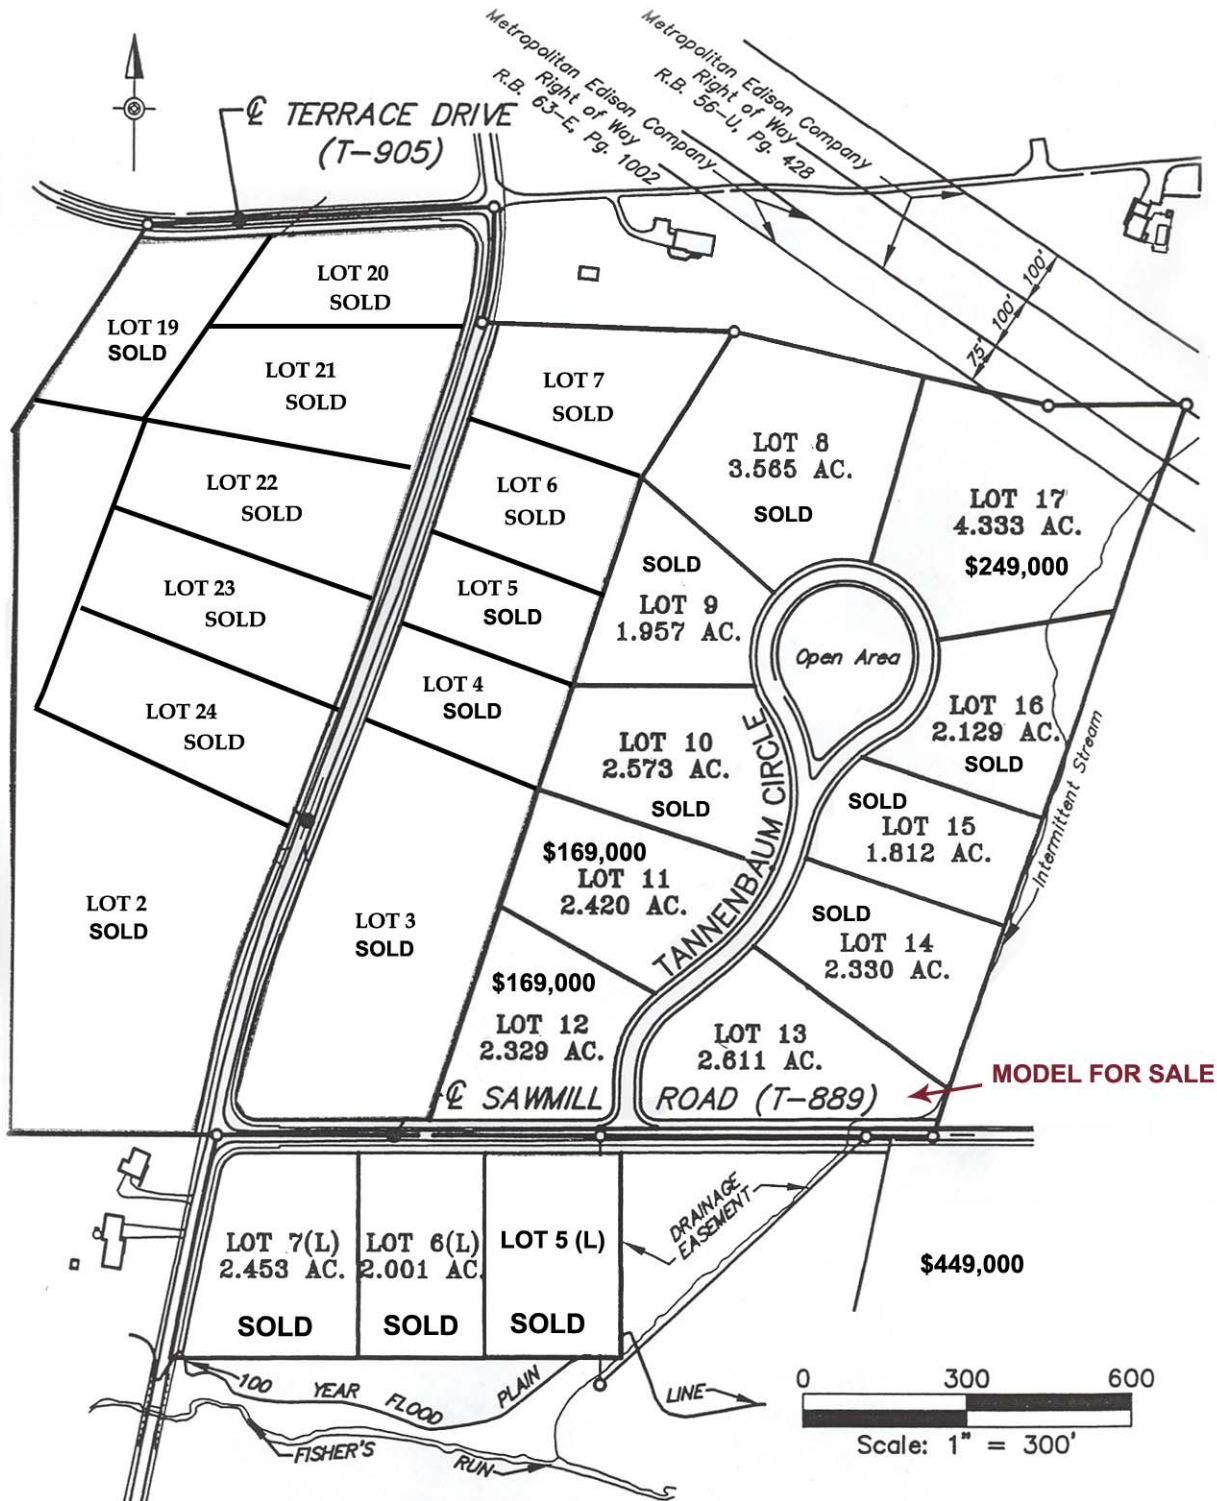 Metropolitan Edison Company
Right of Way
R.B. 63-E, Pg. 1002
Metropolitan Edison Company
Right of Way
R.B. 56-U, Pg. 428
℄ TERRACE DRIVE
(T-905)
100'
100'
75'
LOT 20
SOLD
LOT 19
SOLD
LOT 21
SOLD
LOT 7
SOLD
LOT 8
3.565 AC.
SOLD
LOT 17
4.333 AC.
$249,000
LOT 22
SOLD
LOT 6
SOLD
SOLD
LOT 9
1.957 AC.
LOT 23
SOLD
LOT 5
SOLD
Open Area
LOT 4
SOLD
LOT 24
SOLD
LOT 10
2.573 AC.
SOLD
TANNENBAUM CIRCLE
LOT 16
2.129 AC.
SOLD
Intermittent Stream
SOLD
LOT 15
1.812 AC.
$169,000
LOT 11
2.420 AC.
LOT 2
SOLD
LOT 3
SOLD
SOLD
LOT 14
2.330 AC.
$169,000
LOT 12
2.329 AC.
LOT 13
2.611 AC.
MODEL FOR SALE
℄ SAWMILL ROAD (T-889)
DRAINAGE
EASEMENT
LOT 7(L)
2.453 AC.
SOLD
LOT 6(L)
2.001 AC.
SOLD
LOT 5 (L)
SOLD
$449,000
100 YEAR FLOOD PLAIN LINE
FISHER'S RUN
0 300 600
Scale: 1" = 300'